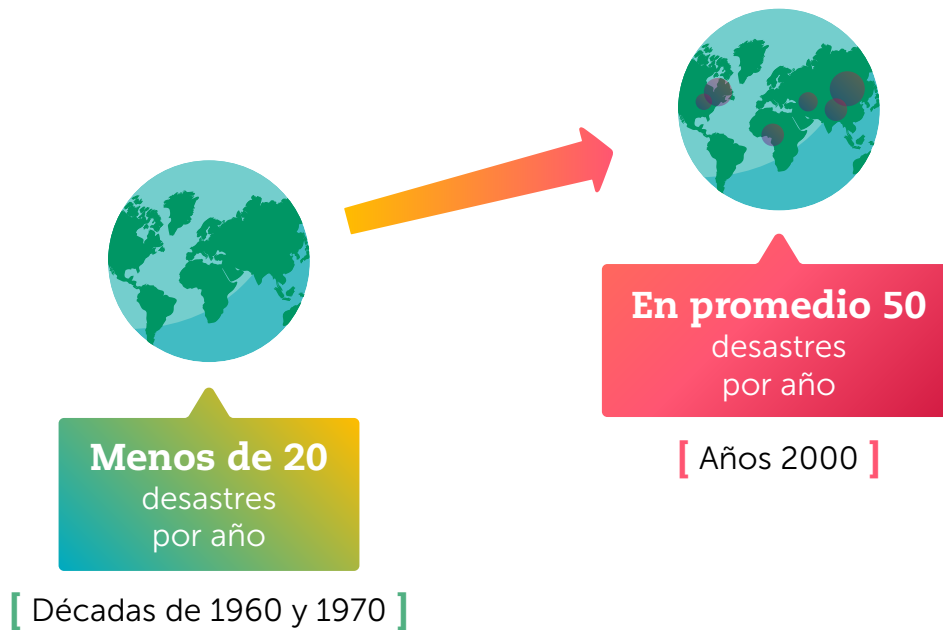 Menos de 20
desastres
por año
[ Décadas de 1960 y 1970 ]
En promedio 50
desastres
por año
[ Años 2000 ]